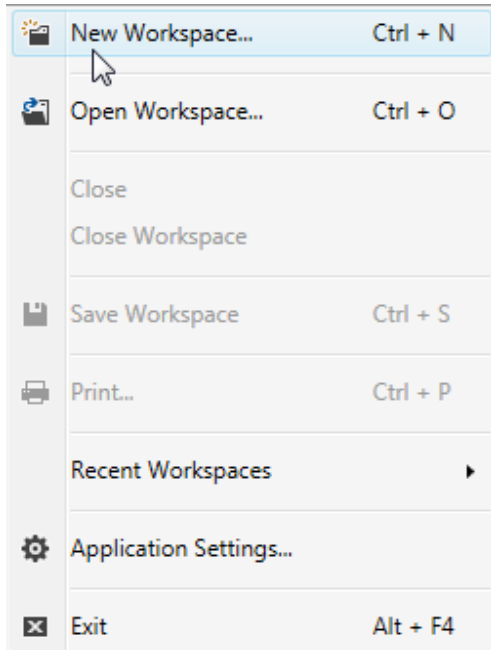 New Workspace... Ctrl + N
Open Workspace... Ctrl + O
Close
Close Workspace
Save Workspace Ctrl + S
Print... Ctrl + P
Recent Workspaces
Application Settings...
Exit Alt + F4